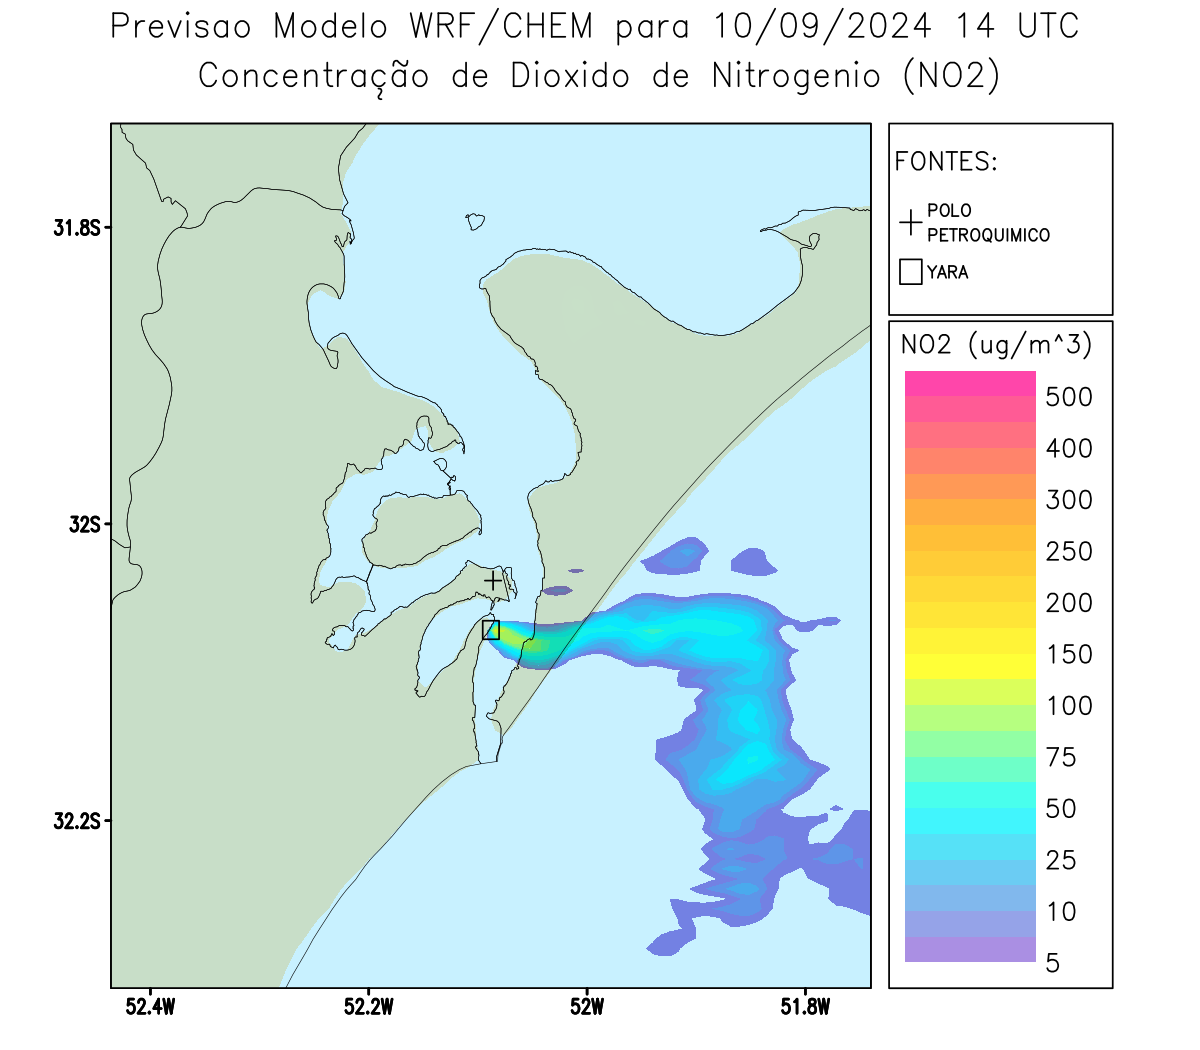 Previsao Modelo WRF/CHEM para 10/09/2024 14 UTC
Concentração de Dioxido de Nitrogenio (NO2)
FONTES:
POLO
PETROQUIMICO
YARA
NO2 (ug/m^3)
500
400
300
250
200
150
100
75
50
25
10
5
31.8S
32S
32.2S
52.4W
52.2W
52W
51.8W